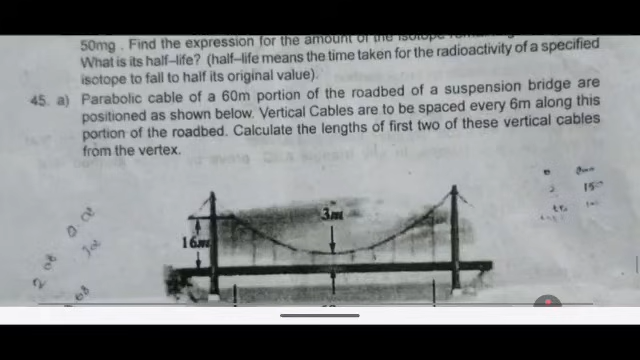 50mg . Find the expression for the amount of the isotope
What is its half–life? (half–life means the time taken for the radioactivity of a specified
isotope to fall to half its original value).
45. a) Parabolic cable of a 60m portion of the roadbed of a suspension bridge are
positioned as shown below. Vertical Cables are to be spaced every 6m along this
portion of the roadbed. Calculate the lengths of first two of these vertical cables
from the vertex.
3m
16m